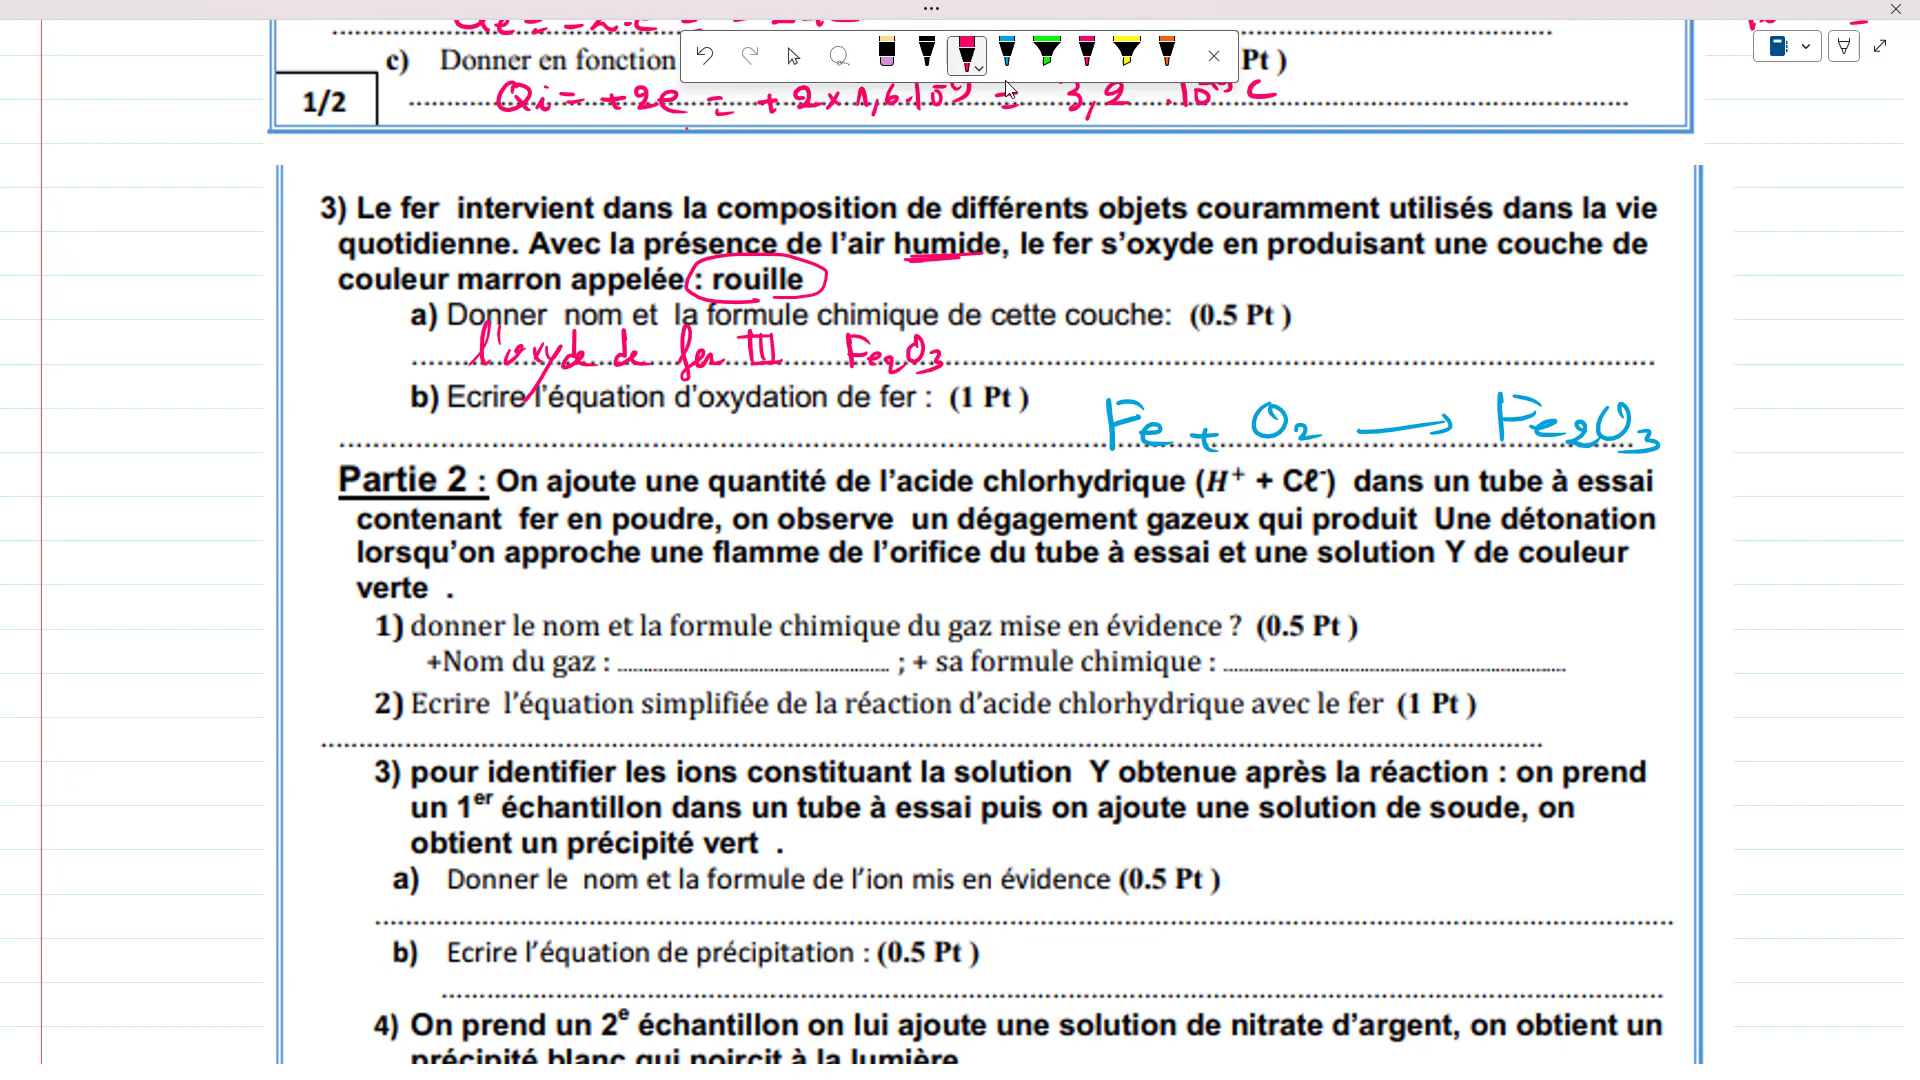 c) Donner en fonction Pt )
1/2
Qi = +2e = + 2 × 1,6.10 = 3,2 .10 C
3) Le fer intervient dans la composition de différents objets couramment utilisés dans la vie
quotidienne. Avec la présence de l’air humide, le fer s’oxyde en produisant une couche de
couleur marron appelée : rouille
a) Donner nom et la formule chimique de cette couche: (0.5 Pt )
l'oxyde de fer III Fe₂O₃
b) Ecrire l’équation d’oxydation de fer : (1 Pt )
Fe + O₂ → Fe₂O₃
Partie 2 : On ajoute une quantité de l’acide chlorhydrique (H⁺ + Cℓ⁻) dans un tube à essai
contenant fer en poudre, on observe un dégagement gazeux qui produit Une détonation
lorsqu’on approche une flamme de l’orifice du tube à essai et une solution Y de couleur
verte .
1) donner le nom et la formule chimique du gaz mise en évidence ? (0.5 Pt )
+Nom du gaz : ........................ ; + sa formule chimique : ........................
2) Ecrire l’équation simplifiée de la réaction d’acide chlorhydrique avec le fer (1 Pt )
3) pour identifier les ions constituant la solution Y obtenue après la réaction : on prend
un 1er échantillon dans un tube à essai puis on ajoute une solution de soude, on
obtient un précipité vert .
a) Donner le nom et la formule de l’ion mis en évidence (0.5 Pt )
b) Ecrire l’équation de précipitation : (0.5 Pt )
4) On prend un 2e échantillon on lui ajoute une solution de nitrate d’argent, on obtient un
précipité blanc qui noircit à la lumière